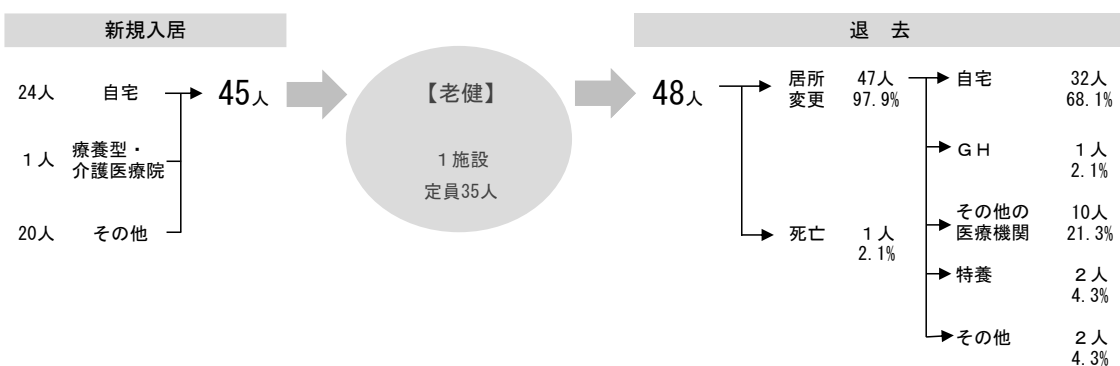 新規入居
退　去
24人　自宅
45人
1人　療養型・
介護医療院
20人　その他
【老健】
1施設
定員35人
48人
居所
変更
47人
97.9%
死亡
1人
2.1%
自宅
32人
68.1%
ＧＨ
1人
2.1%
その他の
医療機関
10人
21.3%
特養
2人
4.3%
その他
2人
4.3%